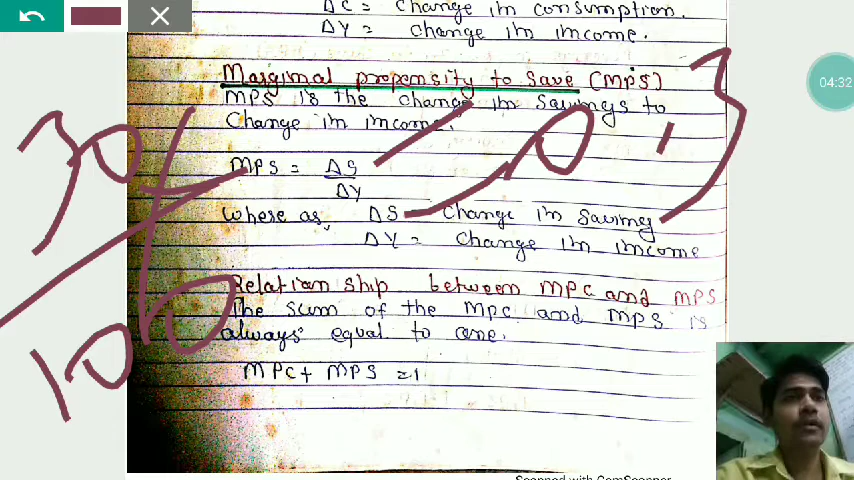 ΔC = Change in consumption.
ΔY = change in income.
04:32
Marginal propensity to save (MPS)
MPS is the change in savings to
Change in income.
MPS = ΔS
ΔY
where as, ΔS Change in saving
ΔY = Change in income
Relation ship between MPC and MPS
The sum of the MPC and MPS is
always equal to one.
MPC + MPS = 1
30
100
0.3